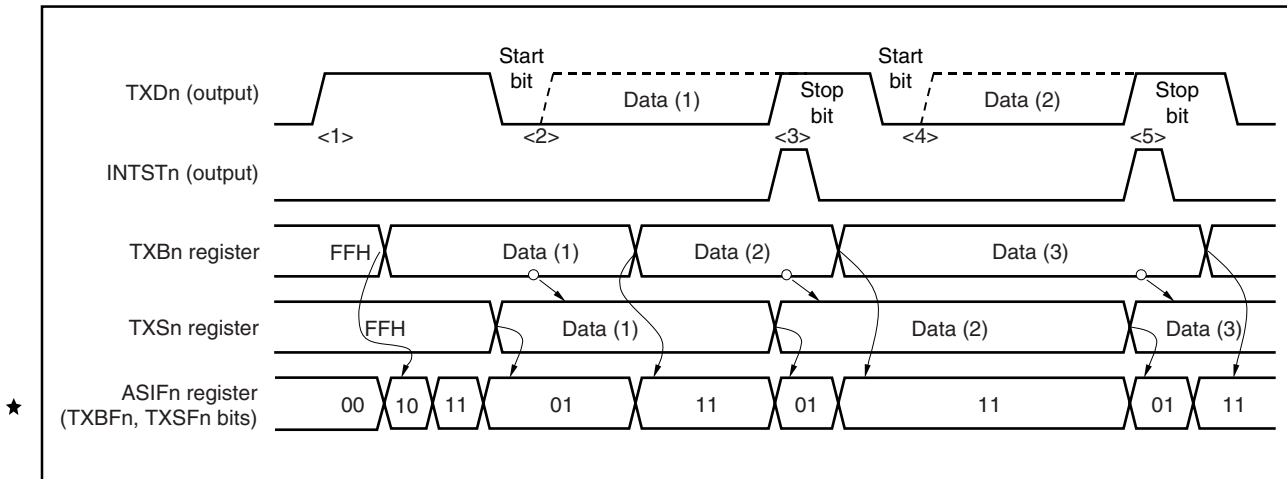 Start
bit
Start
bit
TXDn (output)
Data (1)
Stop
bit
Data (2)
Stop
bit
<1>
<2>
<3>
<4>
<5>
INTSTn (output)
TXBn register
FFH
Data (1)
Data (2)
Data (3)
TXSn register
FFH
Data (1)
Data (2)
Data (3)
ASIFn register
(TXBFn, TXSFn bits)
00
10
11
01
11
01
11
01
11